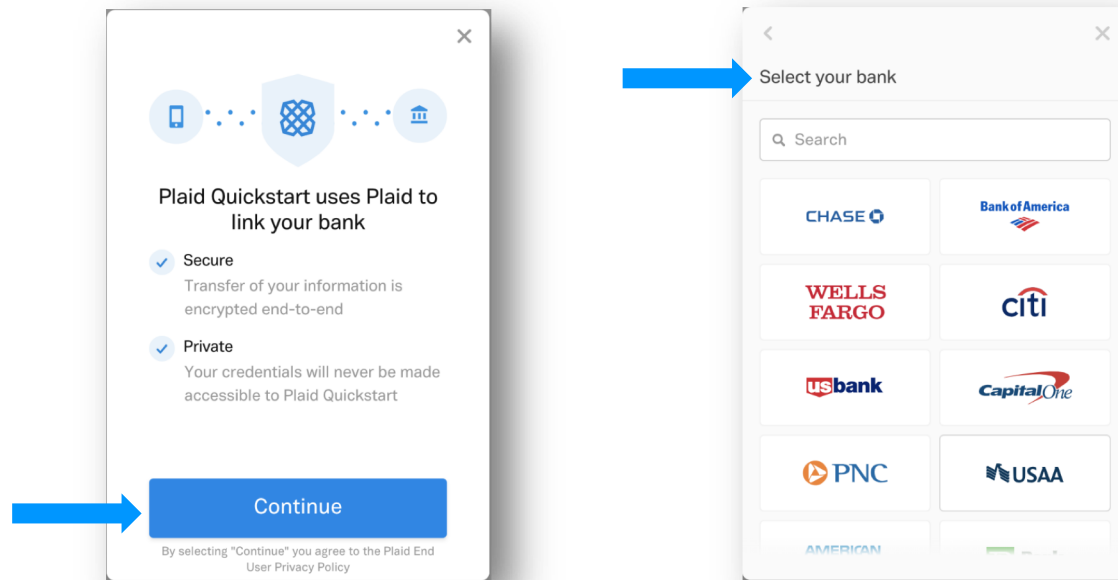 Plaid Quickstart uses Plaid to
link your bank
Secure
Transfer of your information is
encrypted end-to-end
Private
Your credentials will never be made
accessible to Plaid Quickstart
Continue
By selecting "Continue" you agree to the Plaid End
User Privacy Policy
Select your bank
Search
CHASE
Bank of America
WELLS
FARGO
citi
usbank
CapitalOne
PNC
USAA
AMERICAN